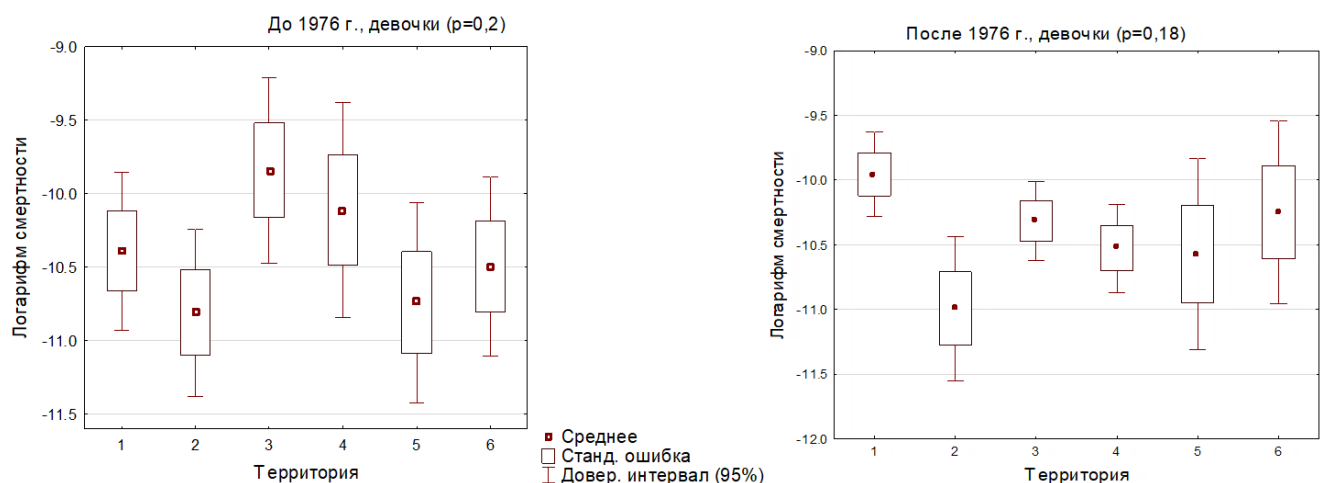 До 1976 г., девочки (p=0,2)
Логарифм смертности
-9.0
-9.5
-10.0
-10.5
-11.0
-11.5
1 2 3 4 5 6
Территория
Среднее
Станд. ошибка
Довер. интервал (95%)
После 1976 г., девочки (p=0,18)
Логарифм смертности
-9.0
-9.5
-10.0
-10.5
-11.0
-11.5
-12.0
1 2 3 4 5 6
Территория